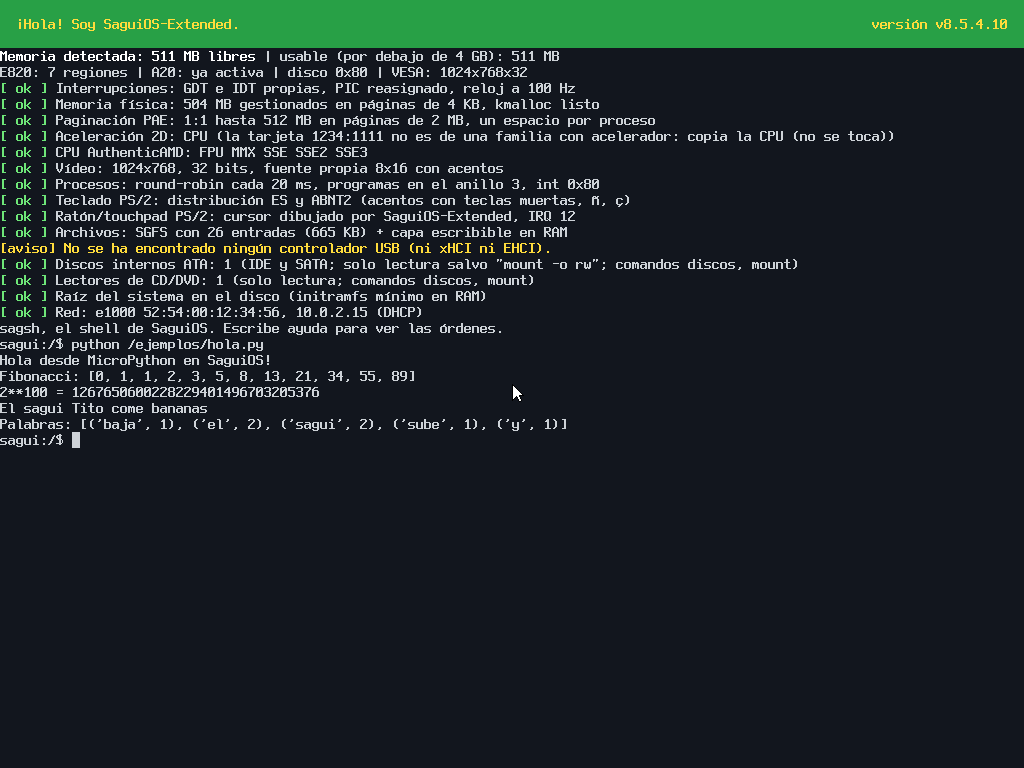 ¡Hola! Soy SaguiOS-Extended.
versión v8.5.4.10
Memoria detectada: 511 MB libres | usable (por debajo de 4 GB): 511 MB
E820: 7 regiones | A20: ya activa | disco 0x80 | VESA: 1024x768x32
[ ok ] Interrupciones: GDT e IDT propias, PIC reasignado, reloj a 100 Hz
[ ok ] Memoria física: 504 MB gestionados en páginas de 4 KB, kmalloc listo
[ ok ] Paginación PAE: 1:1 hasta 512 MB en páginas de 2 MB, un espacio por proceso
[ ok ] Aceleración 2D: CPU (la tarjeta 1234:1111 no es de una familia con acelerador: copia la CPU (no se toca))
[ ok ] CPU AuthenticAMD: FPU MMX SSE SSE2 SSE3
[ ok ] Vídeo: 1024x768, 32 bits, fuente propia 8x16 con acentos
[ ok ] Procesos: round-robin cada 20 ms, programas en el anillo 3, int 0x80
[ ok ] Teclado PS/2: distribución ES y ABNT2 (acentos con teclas muertas, ñ, ç)
[ ok ] Ratón/touchpad PS/2: cursor dibujado por SaguiOS-Extended, IRQ 12
[ ok ] Archivos: SGFS con 26 entradas (665 KB) + capa escribible en RAM
[aviso] No se ha encontrado ningún controlador USB (ni xHCI ni EHCI).
[ ok ] Discos internos ATA: 1 (IDE y SATA; solo lectura salvo "mount -o rw"; comandos discos, mount)
[ ok ] Lectores de CD/DVD: 1 (solo lectura; comandos discos, mount)
[ ok ] Raíz del sistema en el disco (initramfs mínimo en RAM)
[ ok ] Red: e1000 52:54:00:12:34:56, 10.0.2.15 (DHCP)
sagsh, el shell de SaguiOS. Escribe ayuda para ver las órdenes.
sagui:/$ python /ejemplos/hola.py
Hola desde MicroPython en SaguiOS!
Fibonacci: [0, 1, 1, 2, 3, 5, 8, 13, 21, 34, 55, 89]
2**100 = 1267650600228229401496703205376
El sagui Tito come bananas
Palabras: [('baja', 1), ('el', 2), ('sagui', 2), ('sube', 1), ('y', 1)]
sagui:/$